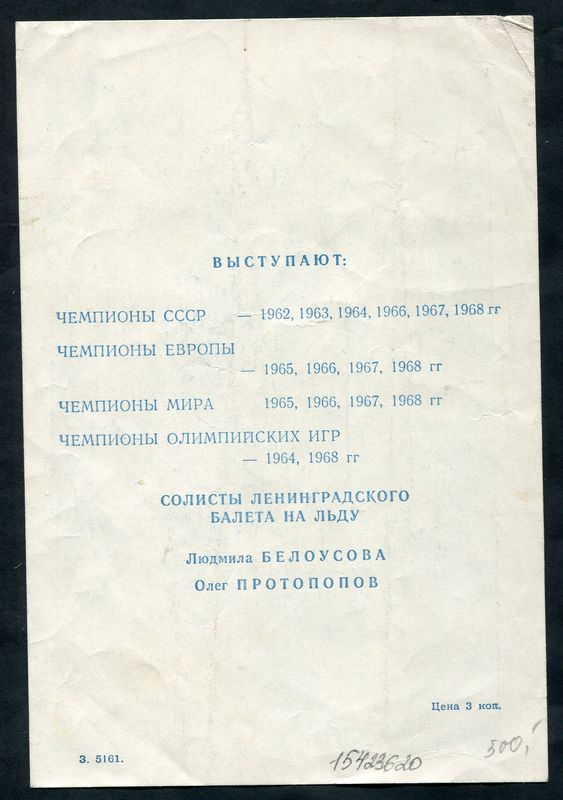 ВЫСТУПАЮТ:
ЧЕМПИОНЫ СССР — 1962, 1963, 1964, 1966, 1967, 1968 гг
ЧЕМПИОНЫ ЕВРОПЫ
— 1965, 1966, 1967, 1968 гг
ЧЕМПИОНЫ МИРА 1965, 1966, 1967, 1968 гг
ЧЕМПИОНЫ ОЛИМПИЙСКИХ ИГР
— 1964, 1968 гг
СОЛИСТЫ ЛЕНИНГРАДСКОГО
БАЛЕТА НА ЛЬДУ
Людмила БЕЛОУСОВА
Олег ПРОТОПОПОВ
Цена 3 коп.
З. 5161.
15423620
500,